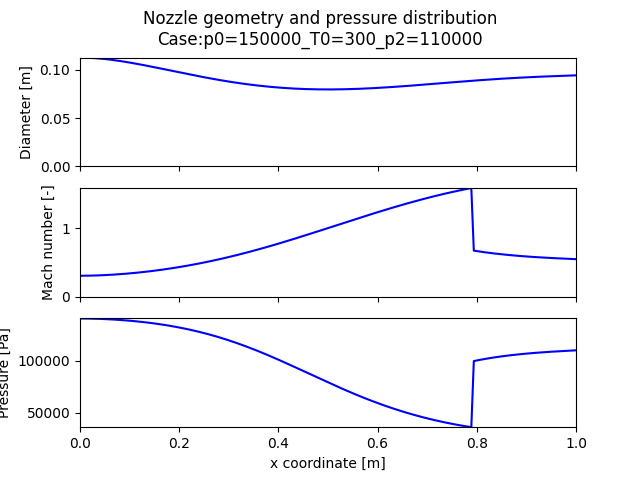 Nozzle geometry and pressure distribution
Case:p0=150000_T0=300_p2=110000
Diameter [m]
0.10
0.05
0.00
Mach number [-]
1
0
Pressure [Pa]
100000
50000
0.0 0.2 0.4 0.6 0.8 1.0
x coordinate [m]